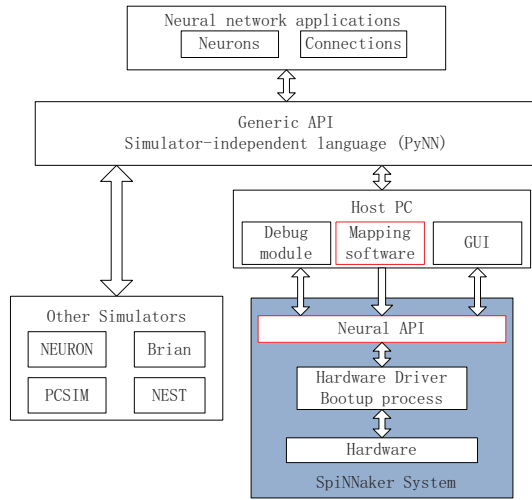 Neural network applications
Neurons
Connections
Generic API
Simulator-independent language (PyNN)
Host PC
Debug
module
Mapping
software
GUI
Other Simulators
NEURON
Brian
PCSIM
NEST
Neural API
Hardware Driver
Bootup process
Hardware
SpiNNaker System